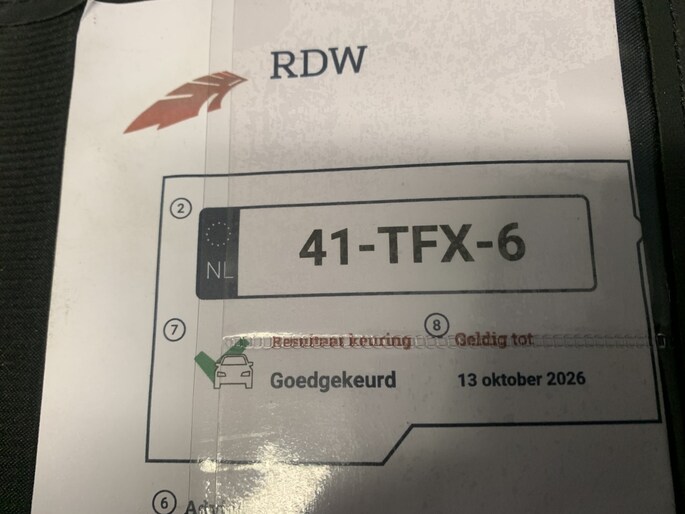 RDW
2
NL
41-TFX-6
7
Resultaat keuring
8
Geldig tot
Goedgekeurd
13 oktober 2026
6